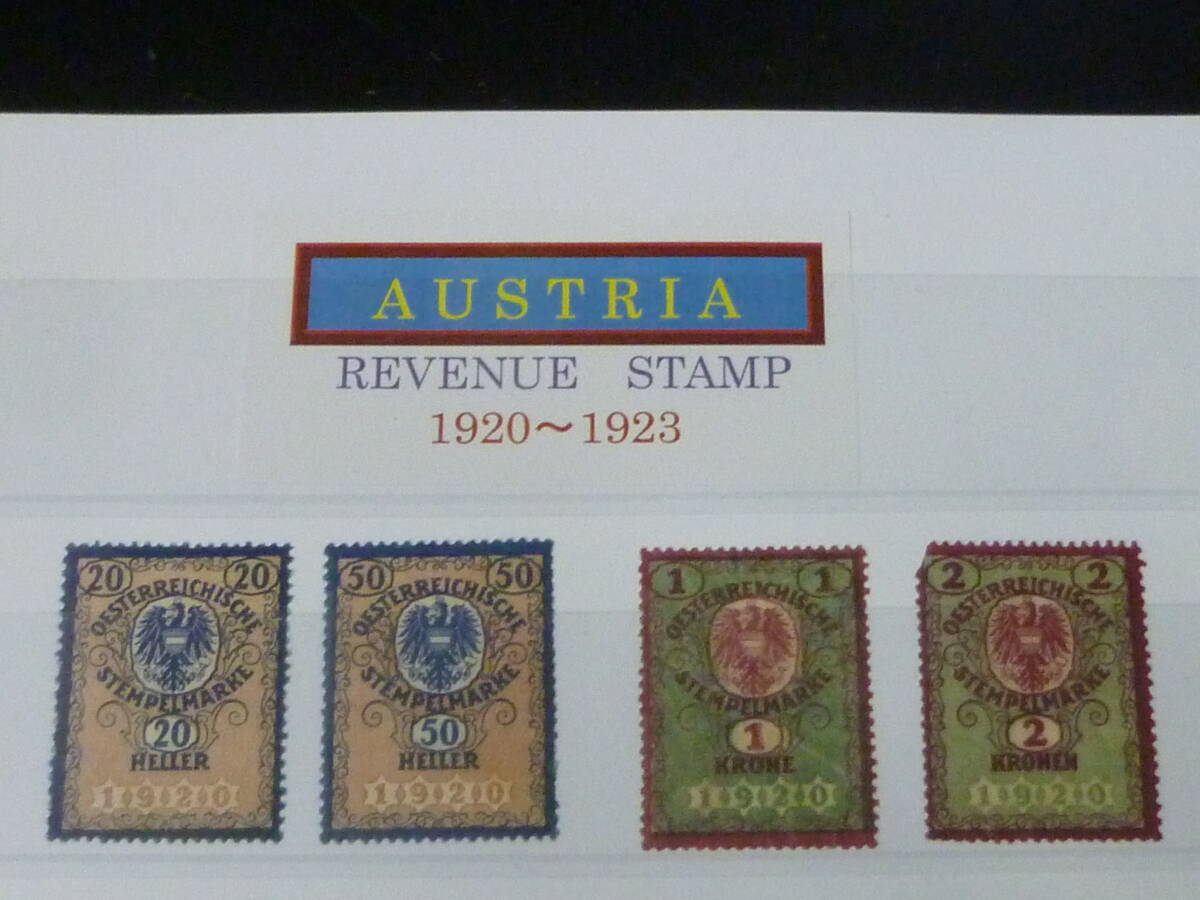 AUSTRIA
REVENUE STAMP
1920～1923
20 20
OESTERREICHISCHE
STEMPELMARKE
20
HELLER
1920
50 50
OESTERREICHISCHE
STEMPELMARKE
50
HELLER
1920
1 1
OESTERREICHISCHE
STEMPELMARKE
1
KRONE
1920
2 2
OESTERREICHISCHE
STEMPELMARKE
2
KRONEN
1920